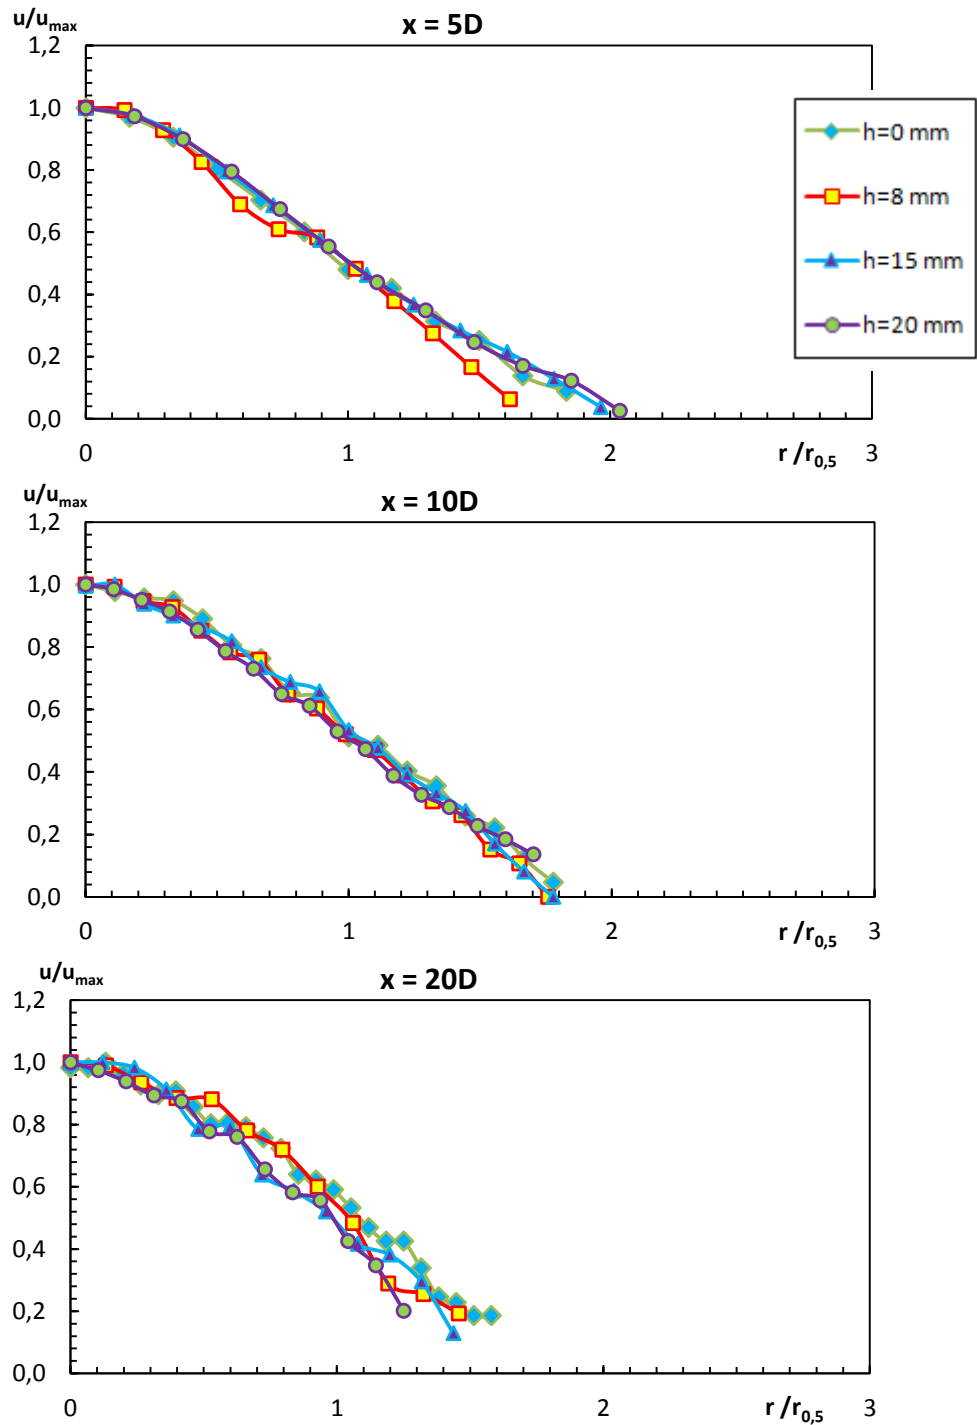 u/umax
x = 5D
1,2
1,0
0,8
0,6
0,4
0,2
0,0
0 1 2 3
r /r0,5
h=0 mm
h=8 mm
h=15 mm
h=20 mm
u/umax
x = 10D
1,2
1,0
0,8
0,6
0,4
0,2
0,0
0 1 2 3
r /r0,5
u/umax
x = 20D
1,2
1,0
0,8
0,6
0,4
0,2
0,0
0 1 2 3
r /r0,5